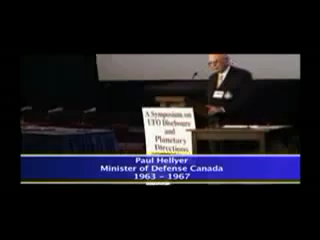 A Symposium on
UFO Disclosure
and
Planetary
Directions
Paul Hellyer
Minister of Defense Canada
1963 - 1967